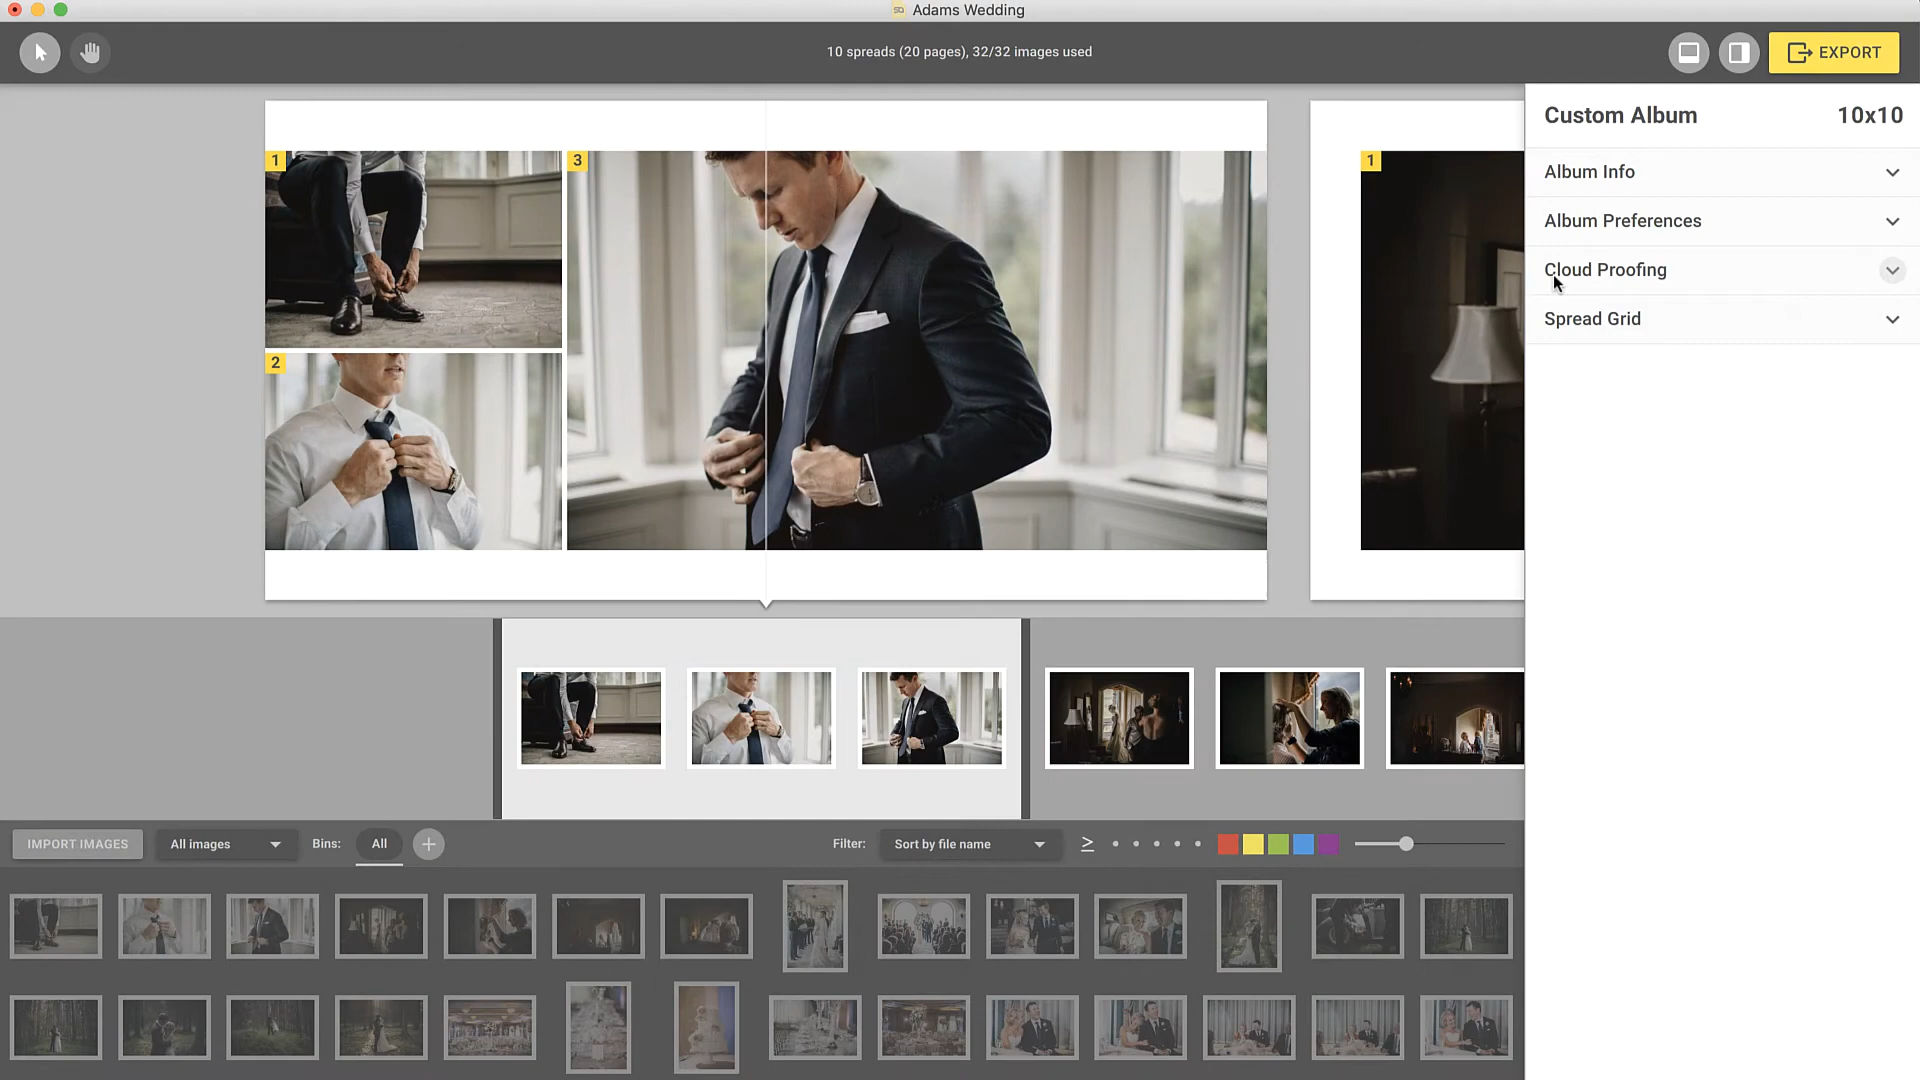 Adams Wedding
10 spreads (20 pages), 32/32 images used
EXPORT
Custom Album 10x10
Album Info
Album Preferences
Cloud Proofing
Spread Grid
1
3
1
2
IMPORT IMAGES All images Bins: All + Filter: Sort by file name ≥